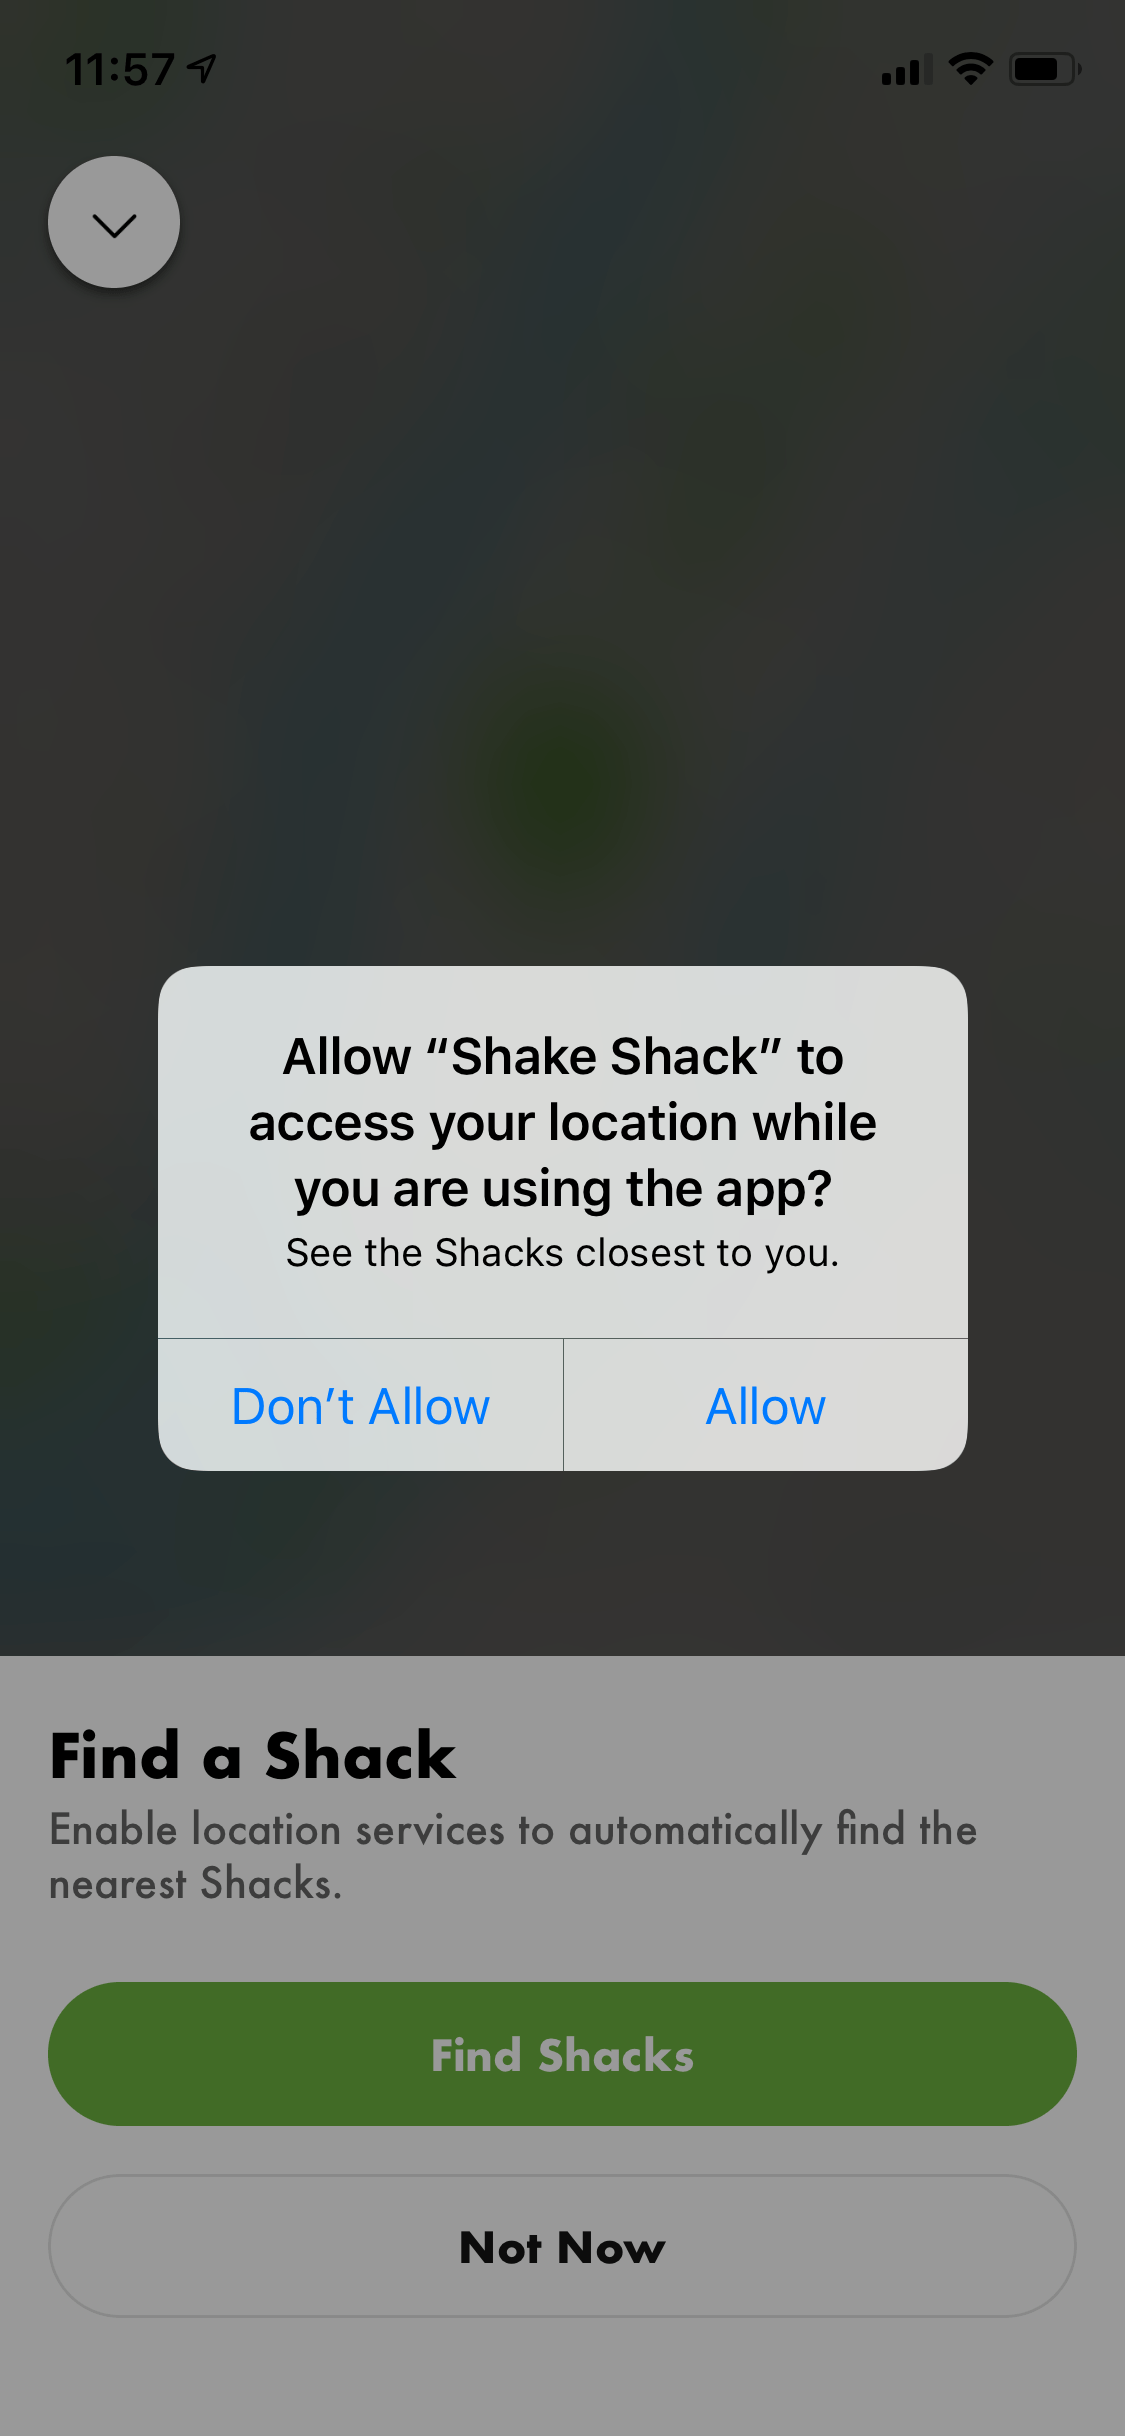 11:57
Allow “Shake Shack” to
access your location while
you are using the app?
See the Shacks closest to you.
Don’t Allow
Allow
Find a Shack
Enable location services to automatically find the
nearest Shacks.
Find Shacks
Not Now